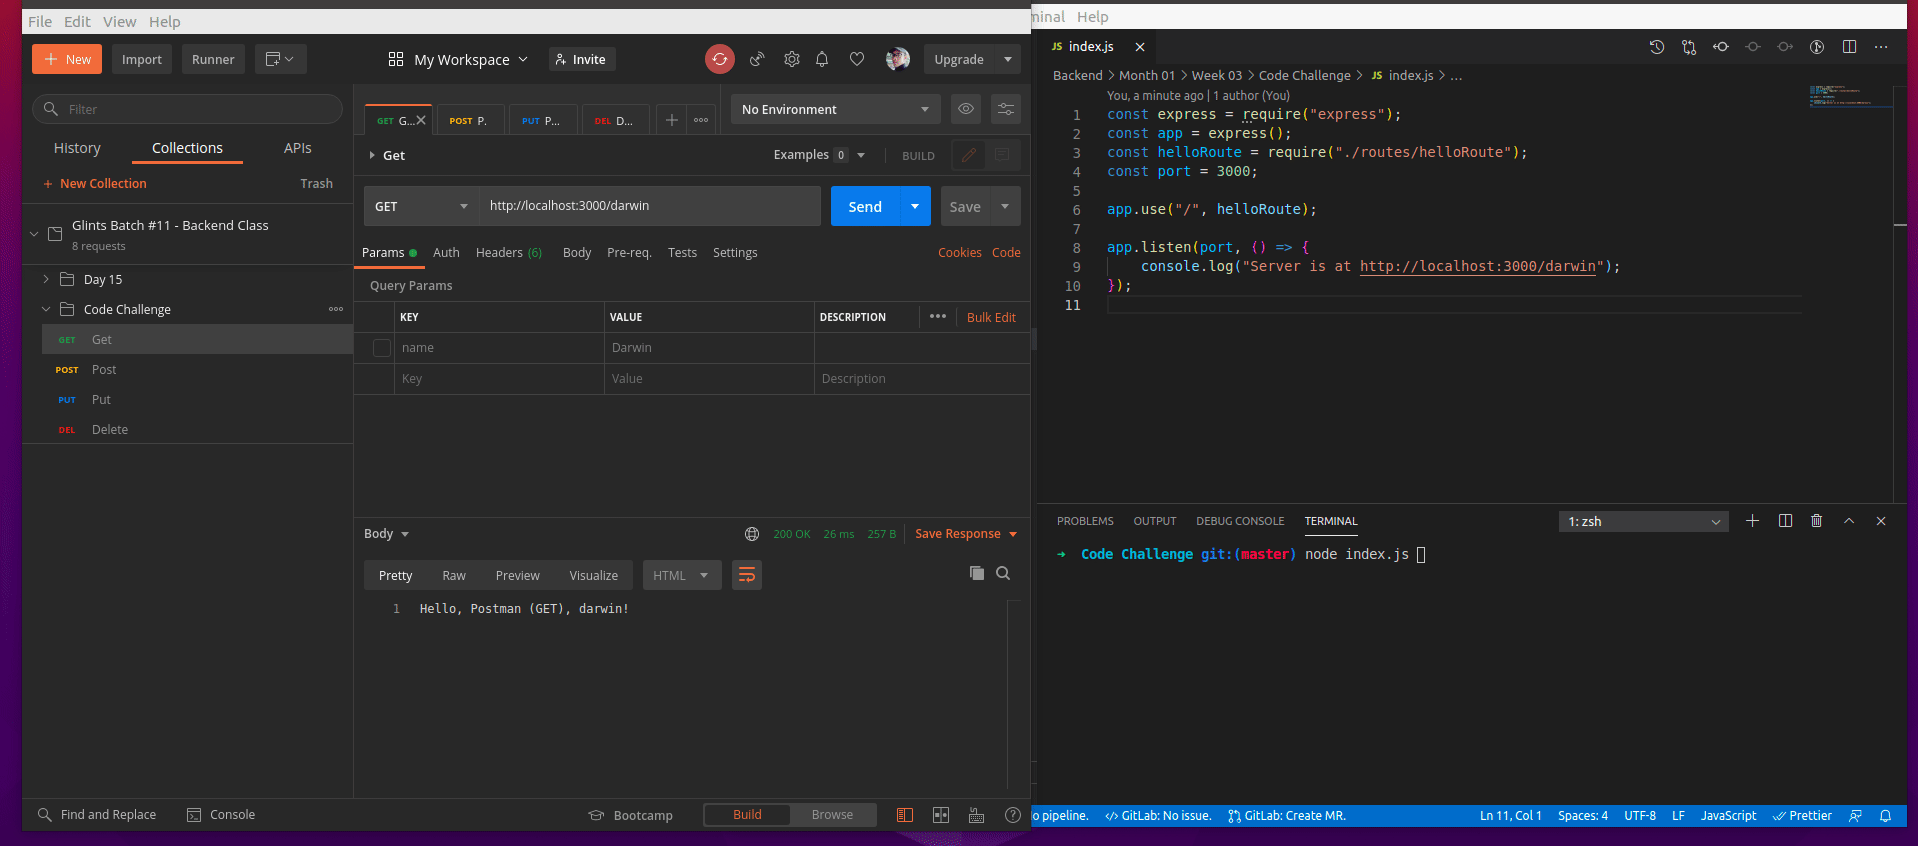 File Edit View Help
New Import Runner
My Workspace Invite Upgrade
Filter
History Collections APIs
New Collection Trash
Glints Batch #11 - Backend Class
8 requests
Day 15
Code Challenge
GET Get
POST Post
PUT Put
DEL Delete
GET G... POST P. PUT P... DEL D...
No Environment
Get Examples 0 BUILD
GET http://localhost:3000/darwin Send Save
Params Auth Headers (6) Body Pre-req. Tests Settings Cookies Code
Query Params
KEY VALUE DESCRIPTION Bulk Edit
name Darwin
Key Value Description
Body 200 OK 26 ms 257 B Save Response
Pretty Raw Preview Visualize HTML
1 Hello, Postman (GET), darwin!
Find and Replace Console Bootcamp Build Browse
minal Help
JS index.js
Backend > Month 01 > Week 03 > Code Challenge > JS index.js > ...
You, a minute ago | 1 author (You)
1 const express = require("express");
2 const app = express();
3 const helloRoute = require("./routes/helloRoute");
4 const port = 3000;
5
6 app.use("/", helloRoute);
7
8 app.listen(port, () => {
9 console.log("Server is at http://localhost:3000/darwin");
10 });
11
PROBLEMS OUTPUT DEBUG CONSOLE TERMINAL 1: zsh
➜ Code Challenge git:(master) node index.js
o pipeline. GitLab: No issue. GitLab: Create MR. Ln 11, Col 1 Spaces: 4 UTF-8 LF JavaScript Prettier